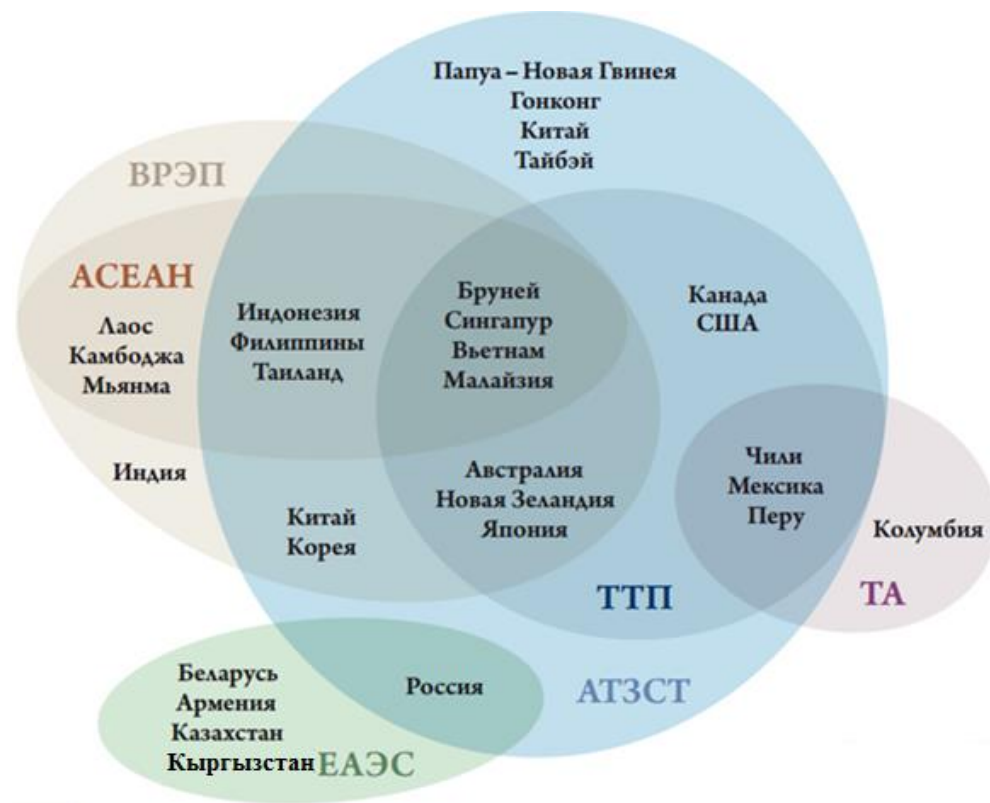 Папуа – Новая Гвинея
Гонконг
Китай
Тайбэй
ВРЭП
АСЕАН
Лаос
Камбоджа
Мьянма
Индонезия
Филиппины
Таиланд
Бруней
Сингапур
Вьетнам
Малайзия
Канада
США
Индия
Китай
Корея
Австралия
Новая Зеландия
Япония
Чили
Мексика
Перу
Колумбия
ТТП
ТА
Беларусь
Армения
Казахстан
Кыргызстан
ЕАЭС
Россия
АТЗСТ